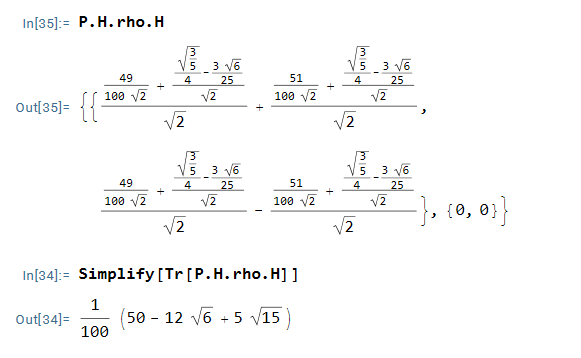 In[35]:= P.H.rho.H
Out[35]= {{(49/(100 √2) + (√(3/5)/4 - 3 √6/25)/√2)/√2 + (51/(100 √2) + (√(3/5)/4 - 3 √6/25)/√2)/√2,
(49/(100 √2) + (√(3/5)/4 - 3 √6/25)/√2)/√2 - (51/(100 √2) + (√(3/5)/4 - 3 √6/25)/√2)/√2}, {0, 0}}
In[34]:= Simplify[Tr[P.H.rho.H]]
Out[34]= 1/100 (50 - 12 √6 + 5 √15)